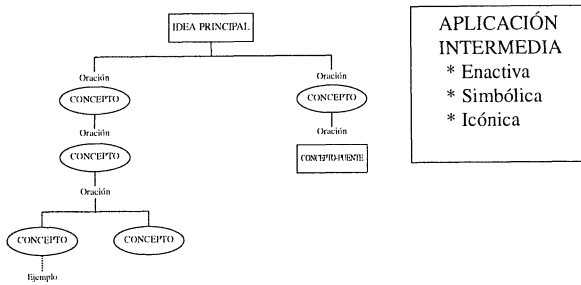 IDEA PRINCIPAL
Oración
Oración
CONCEPTO
CONCEPTO
Oración
Oración
CONCEPTO
CONCEPTO-PUENTE
Oración
CONCEPTO
CONCEPTO
Ejemplo
APLICACIÓN
INTERMEDIA
* Enactiva
* Simbólica
* Icónica